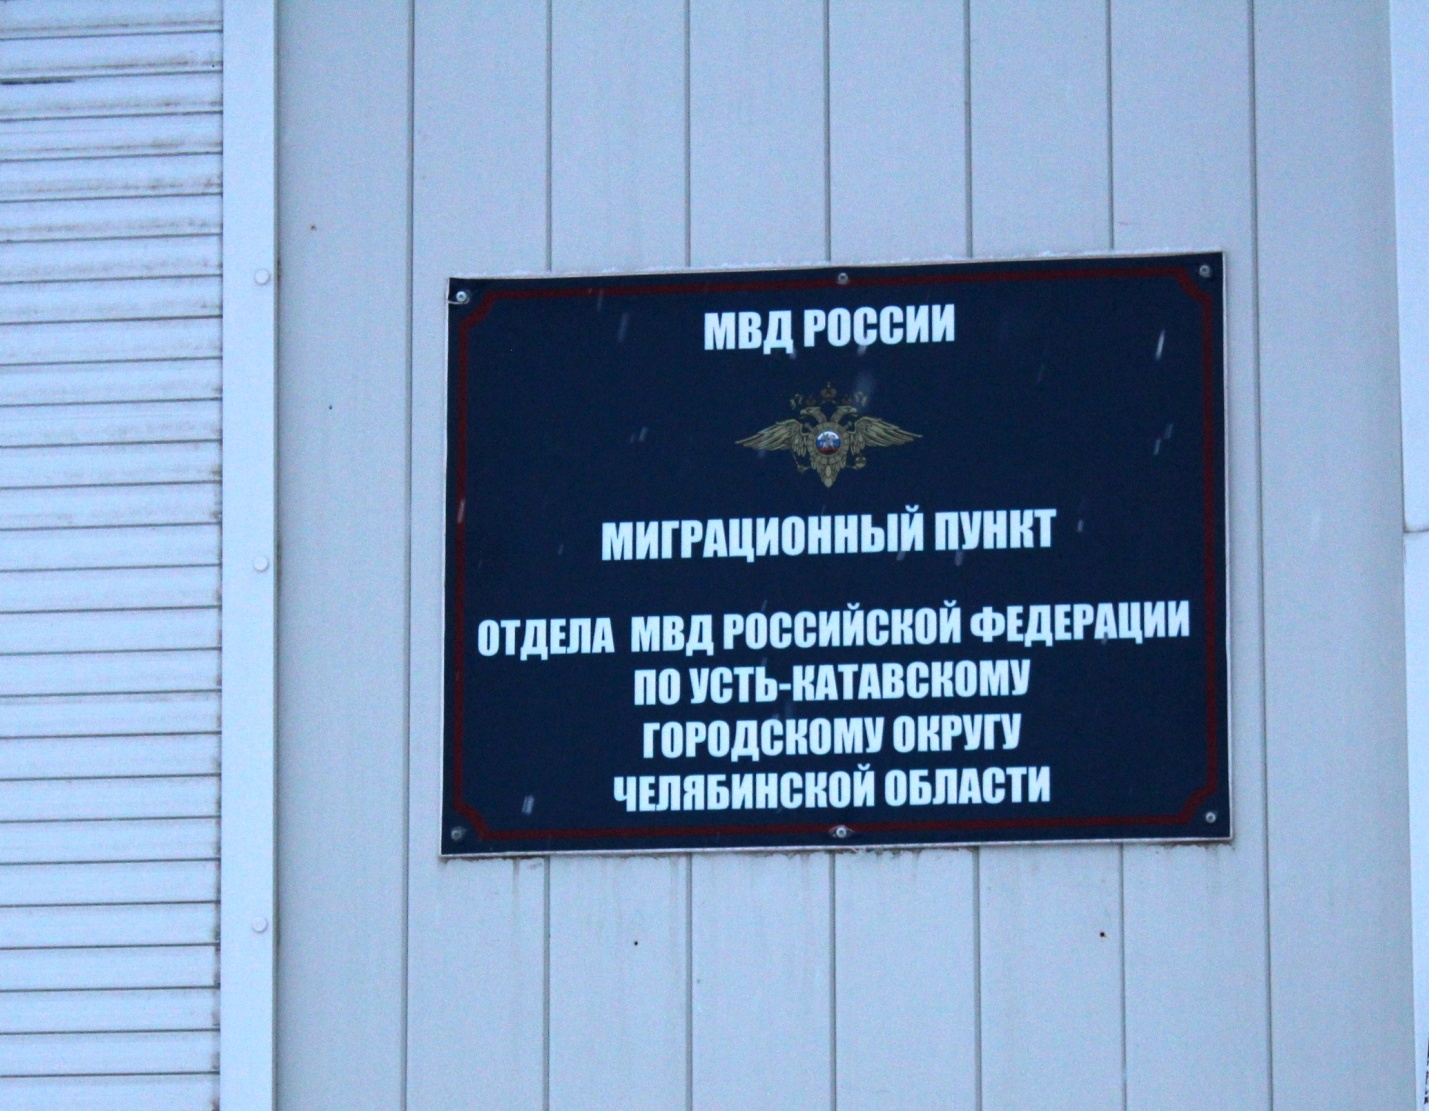 МВД РОССИИ
МИГРАЦИОННЫЙ ПУНКТ
ОТДЕЛА МВД РОССИЙСКОЙ ФЕДЕРАЦИИ
ПО УСТЬ-КАТАВСКОМУ
ГОРОДСКОМУ ОКРУГУ
ЧЕЛЯБИНСКОЙ ОБЛАСТИ